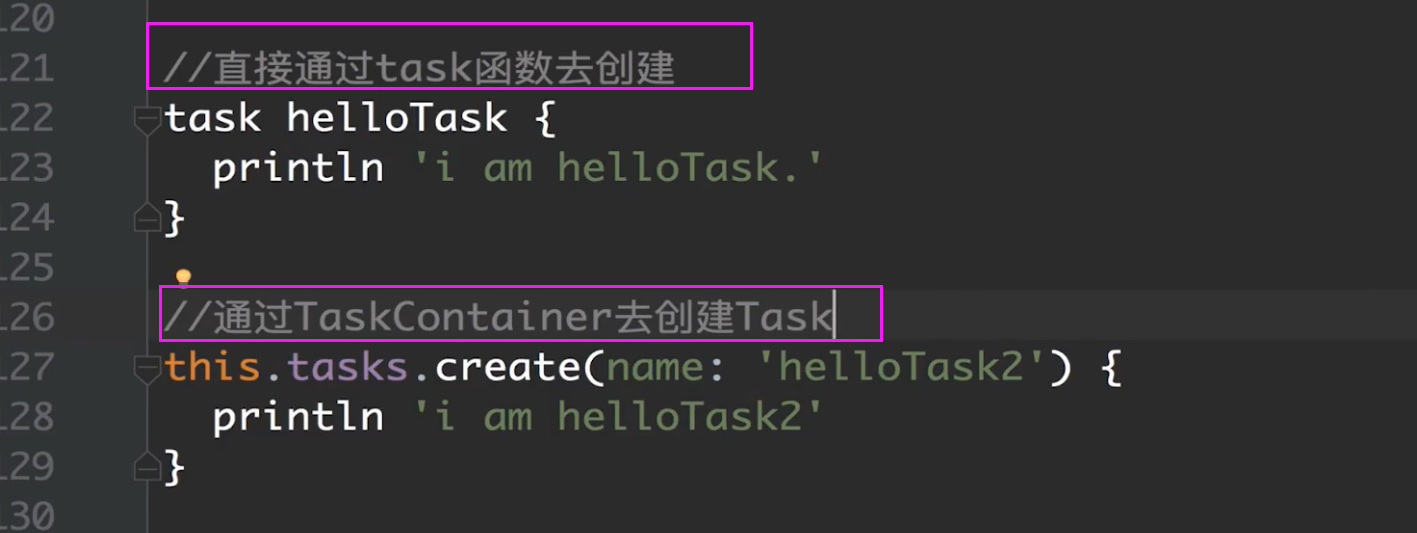 120
121 //直接通过task函数去创建
122 task helloTask {
123 println 'i am helloTask.'
124 }
125
126 //通过TaskContainer去创建Task
127 this.tasks.create(name: 'helloTask2') {
128 println 'i am helloTask2'
129 }
130